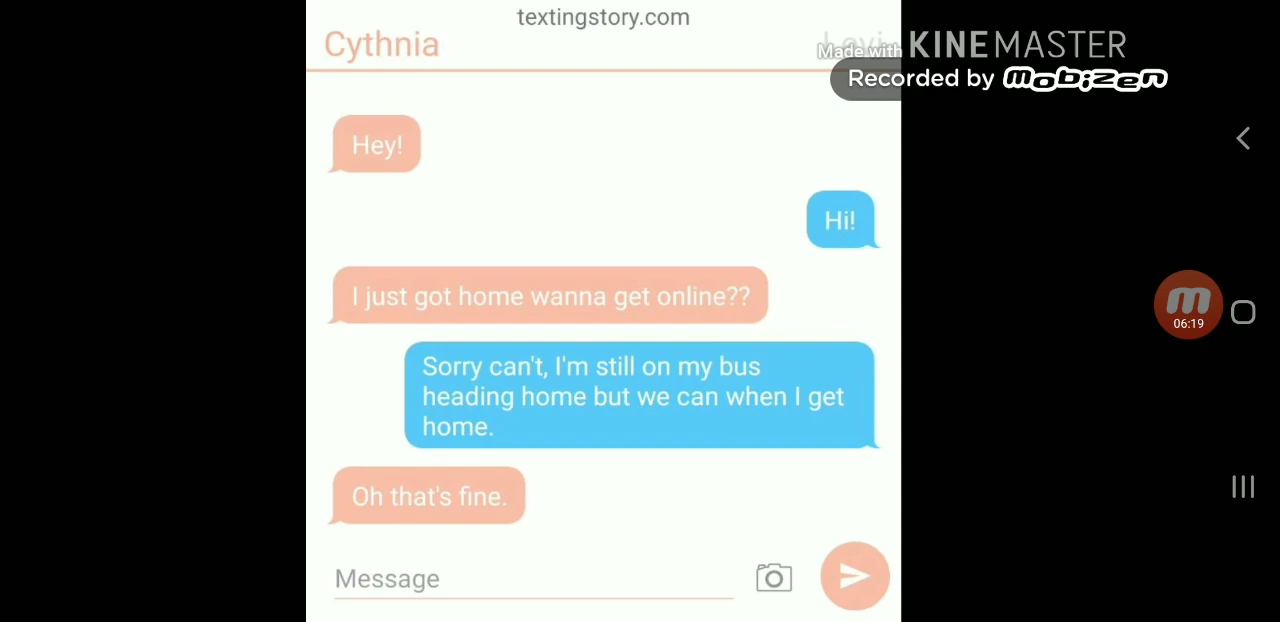 textingstory.com
Cythnia
Made with KINEMASTER
Recorded by mobizen
Hey!
Hi!
I just got home wanna get online??
Sorry can't, I'm still on my bus
heading home but we can when I get
home.
Oh that's fine.
Message
06:19